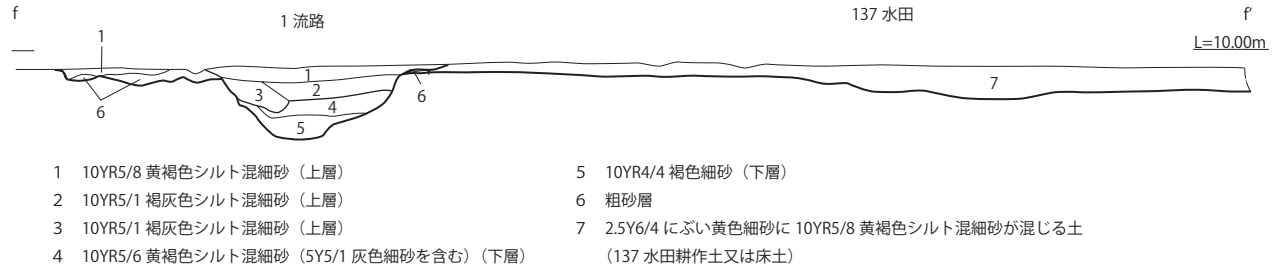 f
1 流路
137 水田
f’
L=10.00m
1
6
1
2
3
4
5
6
7
1 10YR5/8 黄褐色シルト混細砂（上層）
2 10YR5/1 褐灰色シルト混細砂（上層）
3 10YR5/1 褐灰色シルト混細砂（上層）
4 10YR5/6 黄褐色シルト混細砂（5Y5/1 灰色細砂を含む）（下層）
5 10YR4/4 褐色細砂（下層）
6 粗砂層
7 2.5Y6/4 にぶい黄色細砂に 10YR5/8 黄褐色シルト混細砂が混じる土
（137 水田耕作土又は床土）